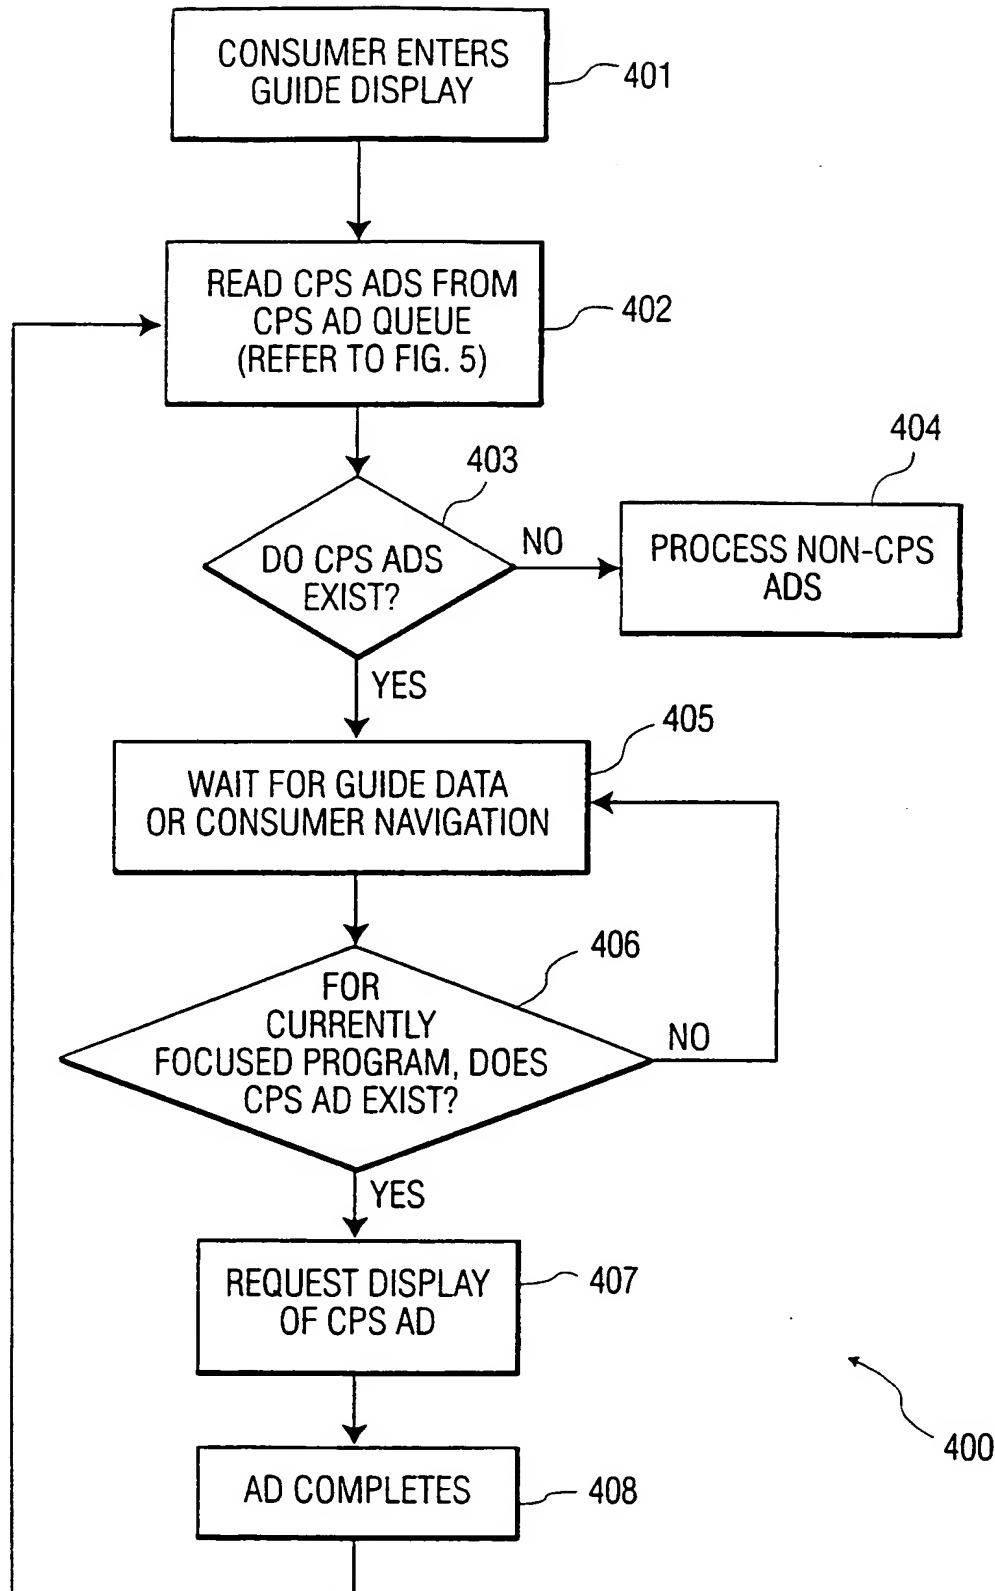 CONSUMER ENTERS
GUIDE DISPLAY
401
READ CPS ADS FROM
CPS AD QUEUE
(REFER TO FIG. 5)
402
403
404
DO CPS ADS
EXIST?
NO
PROCESS NON-CPS
ADS
YES
405
WAIT FOR GUIDE DATA
OR CONSUMER NAVIGATION
406
FOR
CURRENTLY
FOCUSED PROGRAM, DOES
CPS AD EXIST?
NO
YES
REQUEST DISPLAY
OF CPS AD
407
400
AD COMPLETES
408